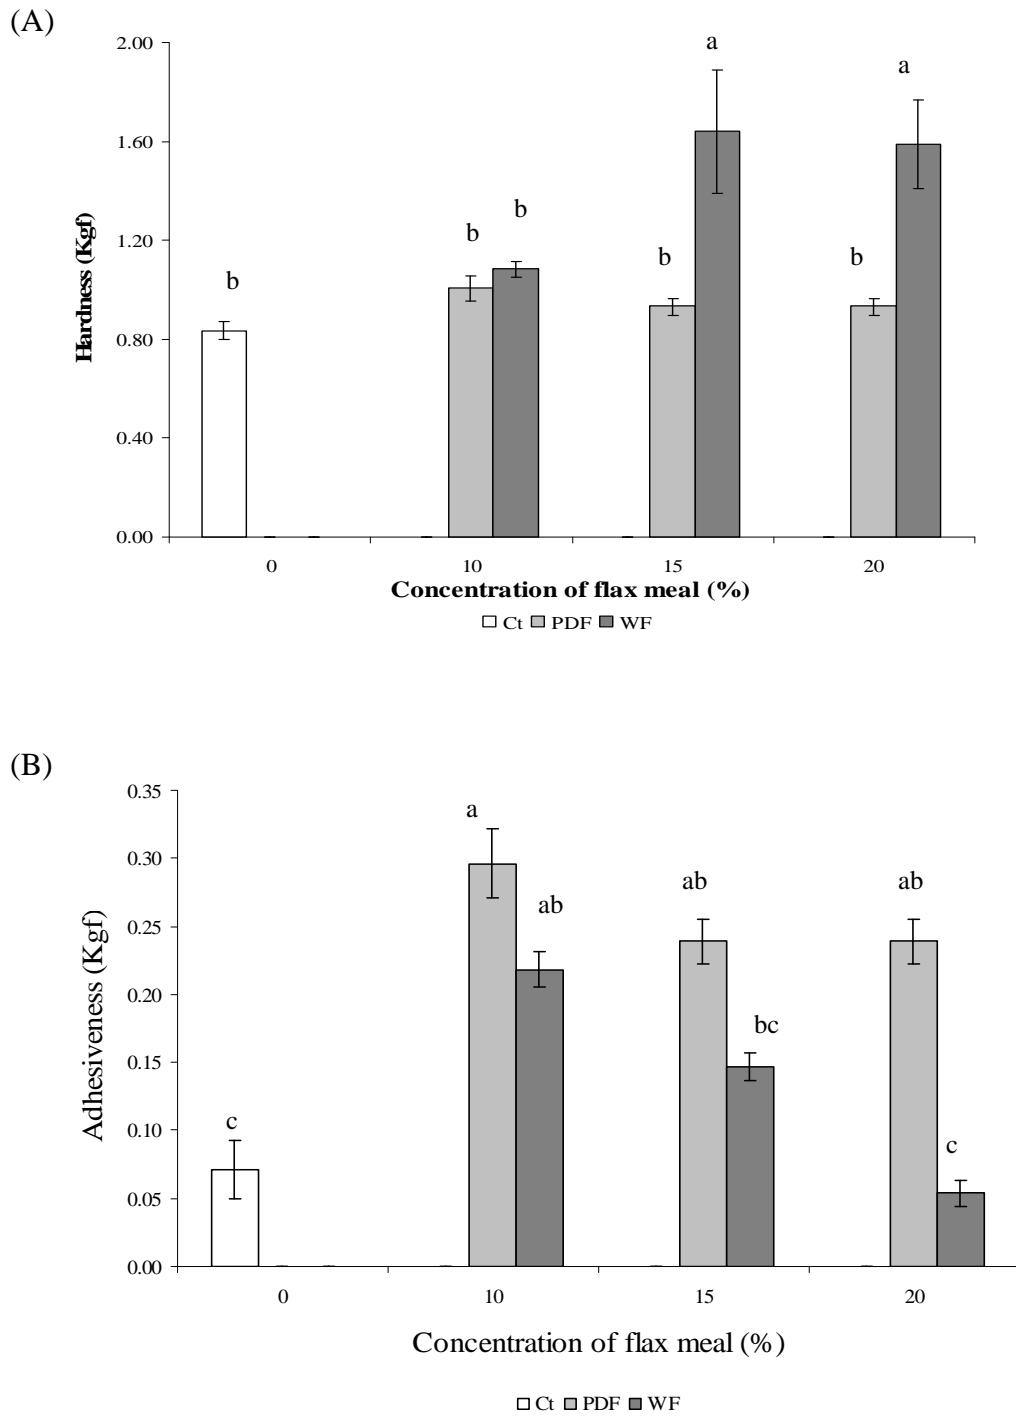 (A)
2.00
a
a
1.60
b
b
1.20
b
b
b
0.80
0.40
0.00
Hardness (Kgf)
0 10 15 20
Concentration of flax meal (%)
Ct PDF WF
(B)
0.35
a
0.30
ab
ab
ab
0.25
0.20
bc
0.15
c
0.10
c
0.05
0.00
Adhesiveness (Kgf)
0 10 15 20
Concentration of flax meal (%)
Ct PDF WF